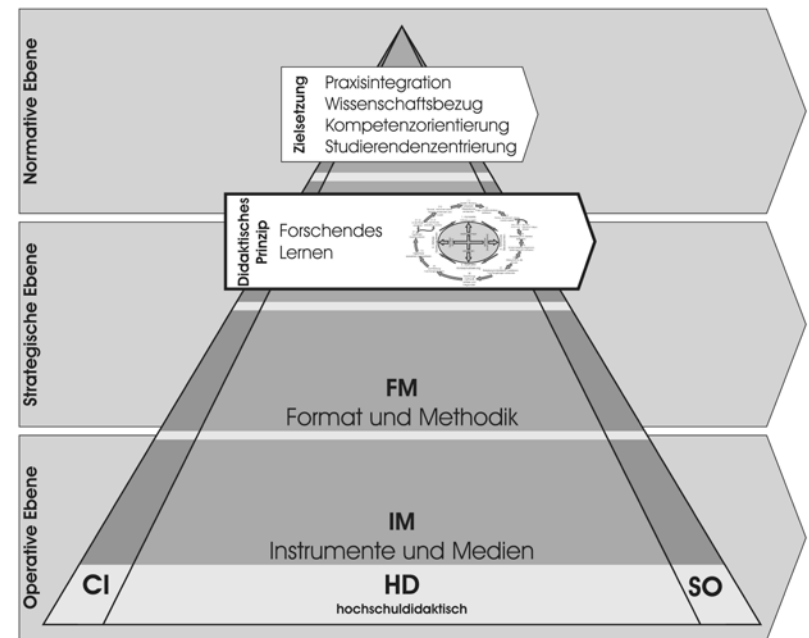 Normative Ebene
Zielsetzung
Praxisintegration
Wissenschaftsbezug
Kompetenzorientierung
Studierendenzentrierung
Strategische Ebene
Didaktisches
Prinzip
Forschendes
Lernen
FM
Format und Methodik
Operative Ebene
IM
Instrumente und Medien
CI
HD
SO
hochschuldidaktisch